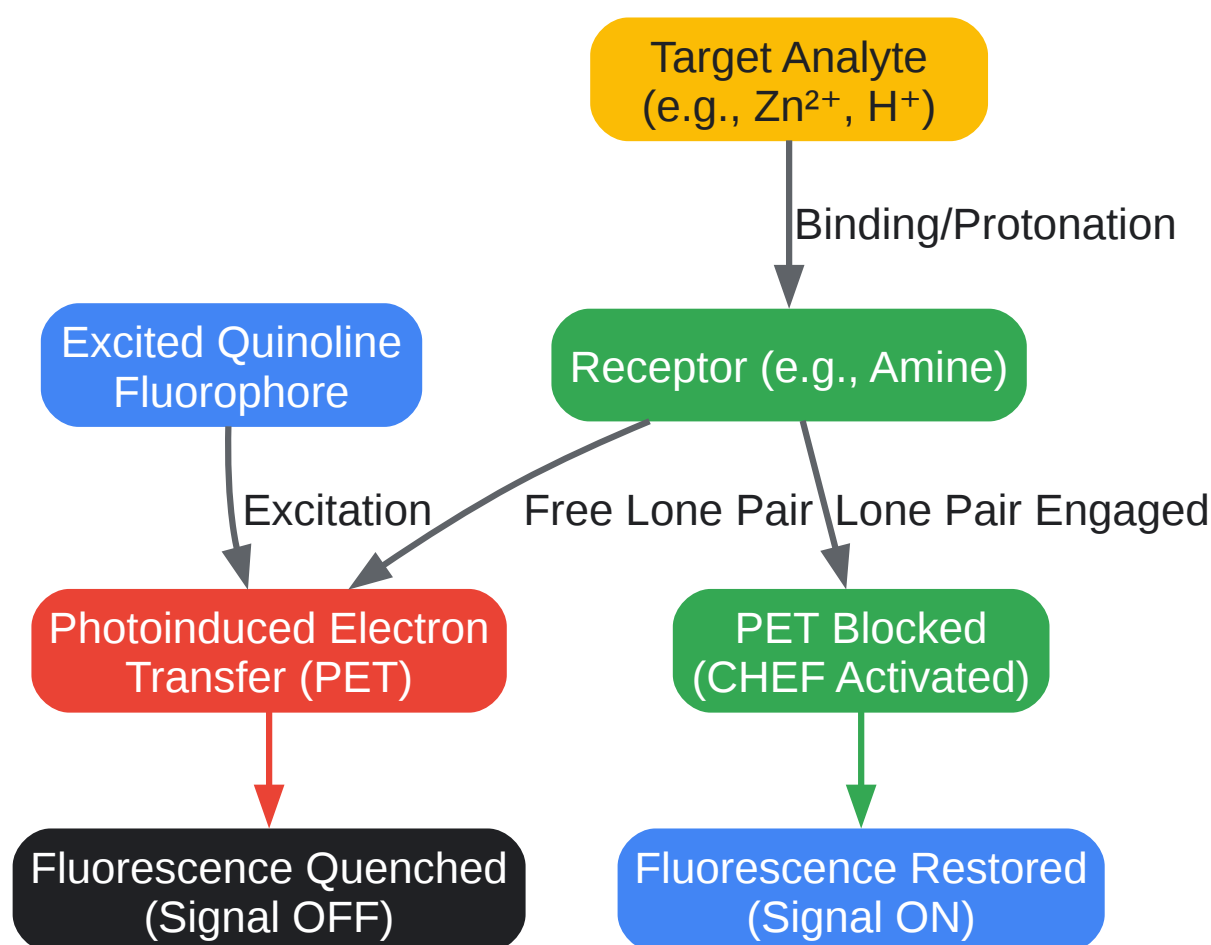 Target Analyte
(e.g., Zn²⁺, H⁺)
Binding/Protonation
Excited Quinoline
Fluorophore
Receptor (e.g., Amine)
Excitation
Free Lone Pair
Lone Pair Engaged
Photoinduced Electron
Transfer (PET)
PET Blocked
(CHEF Activated)
Fluorescence Quenched
(Signal OFF)
Fluorescence Restored
(Signal ON)